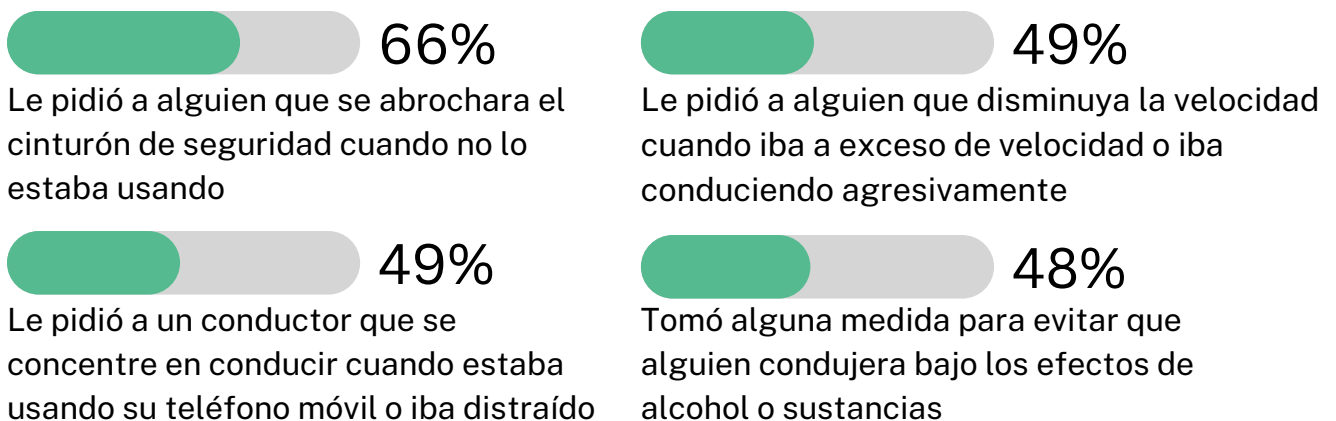 66%
Le pidió a alguien que se abrochara el
cinturón de seguridad cuando no lo
estaba usando
49%
Le pidió a alguien que disminuya la velocidad
cuando iba a exceso de velocidad o iba
conduciendo agresivamente
49%
Le pidió a un conductor que se
concentre en conducir cuando estaba
usando su teléfono móvil o iba distraído
48%
Tomó alguna medida para evitar que
alguien condujera bajo los efectos de
alcohol o sustancias